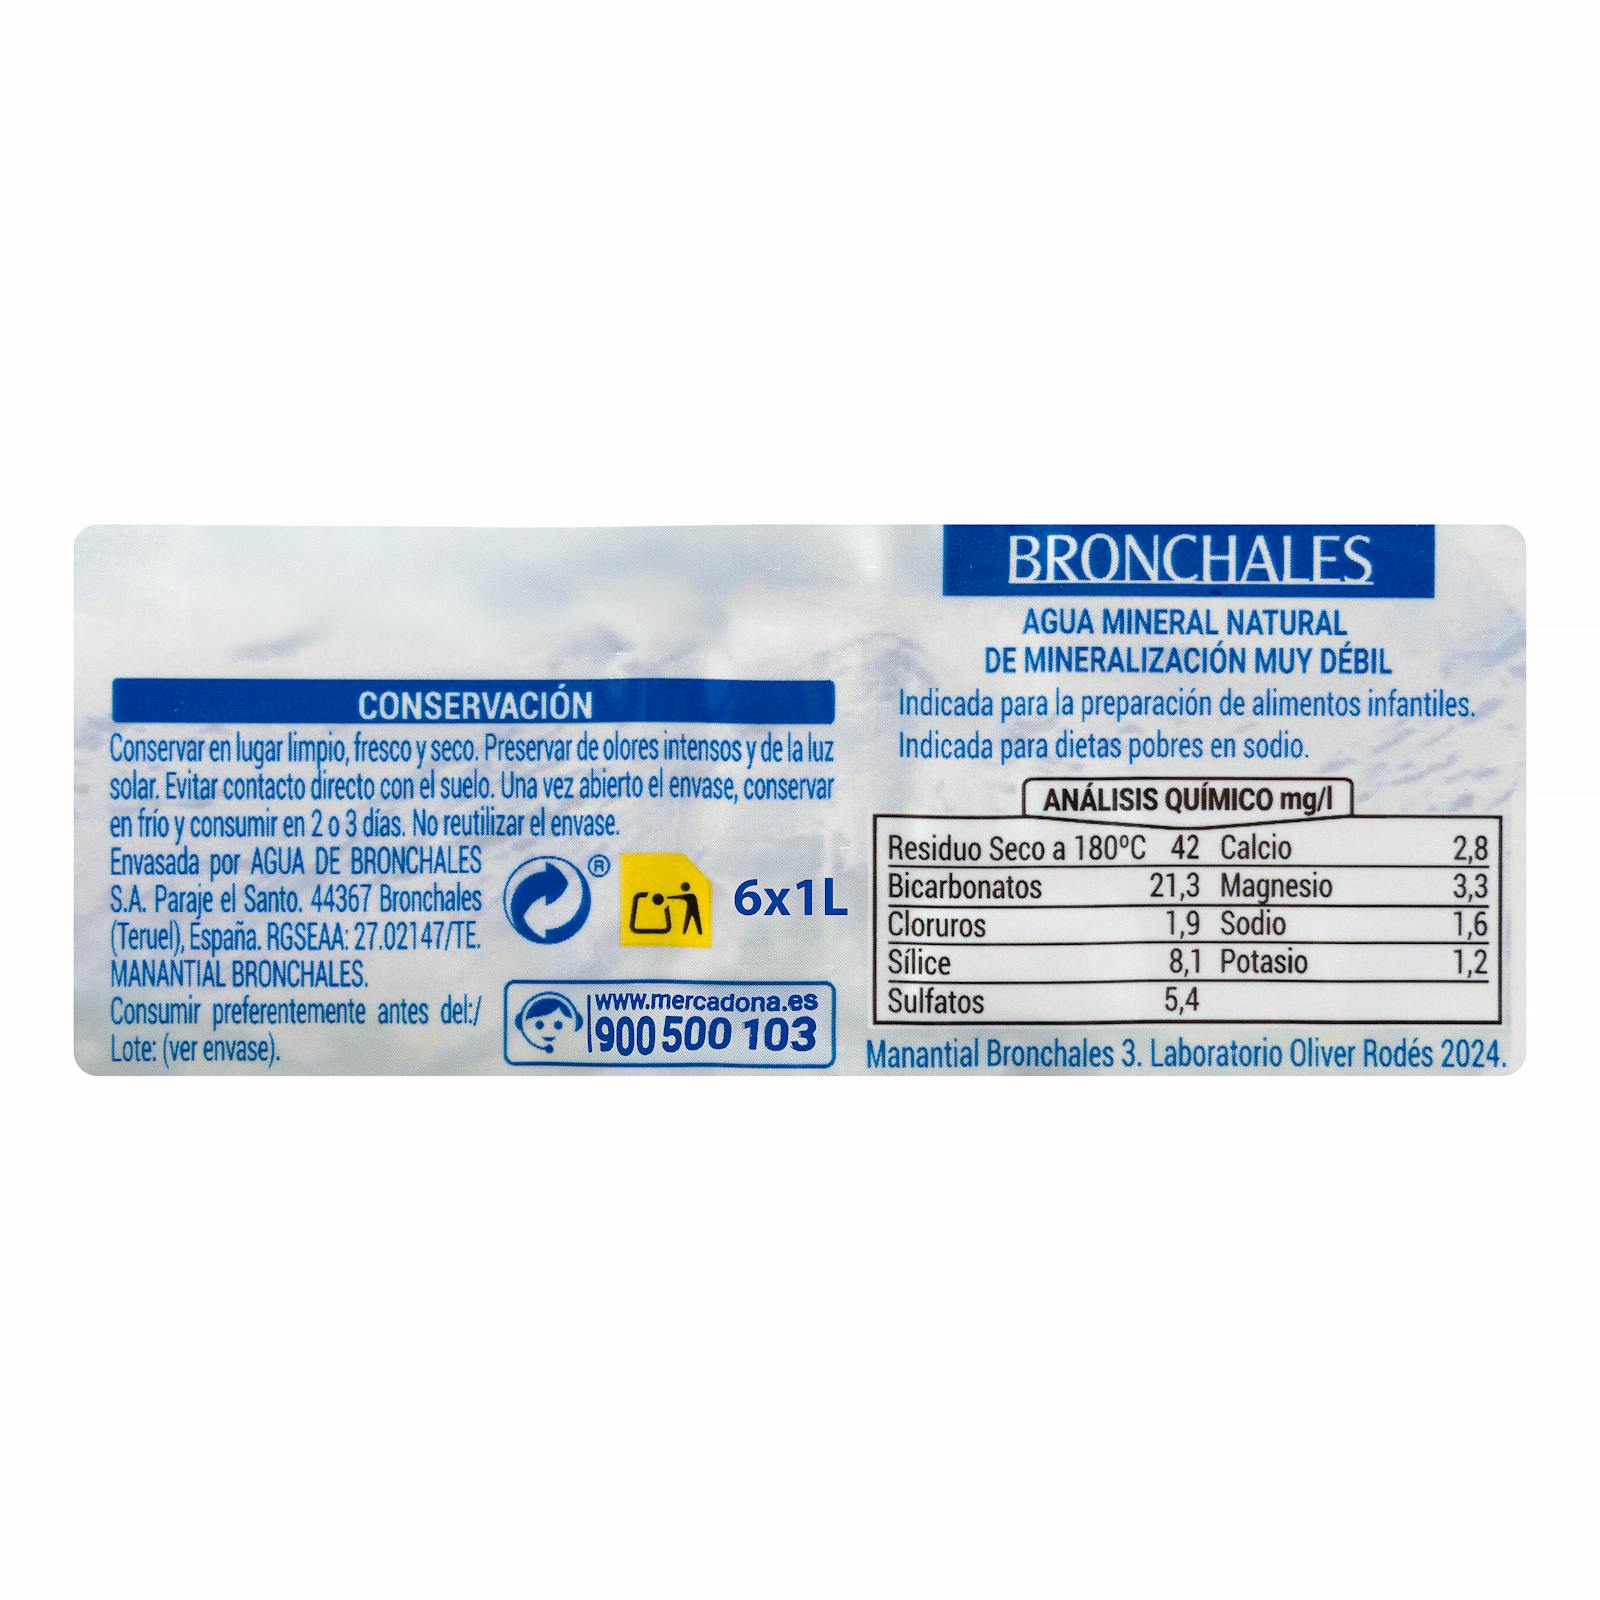 CONSERVACIÓN
Conservar en lugar limpio, fresco y seco. Preservar de olores intensos y de la luz
solar. Evitar contacto directo con el suelo. Una vez abierto el envase, conservar
en frío y consumir en 2 o 3 días. No reutilizar el envase.
Envasada por AGUA DE BRONCHALES
S.A. Paraje el Santo. 44367 Bronchales
(Teruel), España. RGSEAA: 27.02147/TE.
MANANTIAL BRONCHALES.
Consumir preferentemente antes del:/
Lote: (ver envase).
®
6x1L
www.mercadona.es
900 500 103
BRONCHALES
AGUA MINERAL NATURAL
DE MINERALIZACIÓN MUY DÉBIL
Indicada para la preparación de alimentos infantiles.
Indicada para dietas pobres en sodio.
ANÁLISIS QUÍMICO mg/l
Residuo Seco a 180ºC 42 Calcio 2,8
Bicarbonatos 21,3 Magnesio 3,3
Cloruros 1,9 Sodio 1,6
Sílice 8,1 Potasio 1,2
Sulfatos 5,4
Manantial Bronchales 3. Laboratorio Oliver Rodés 2024.